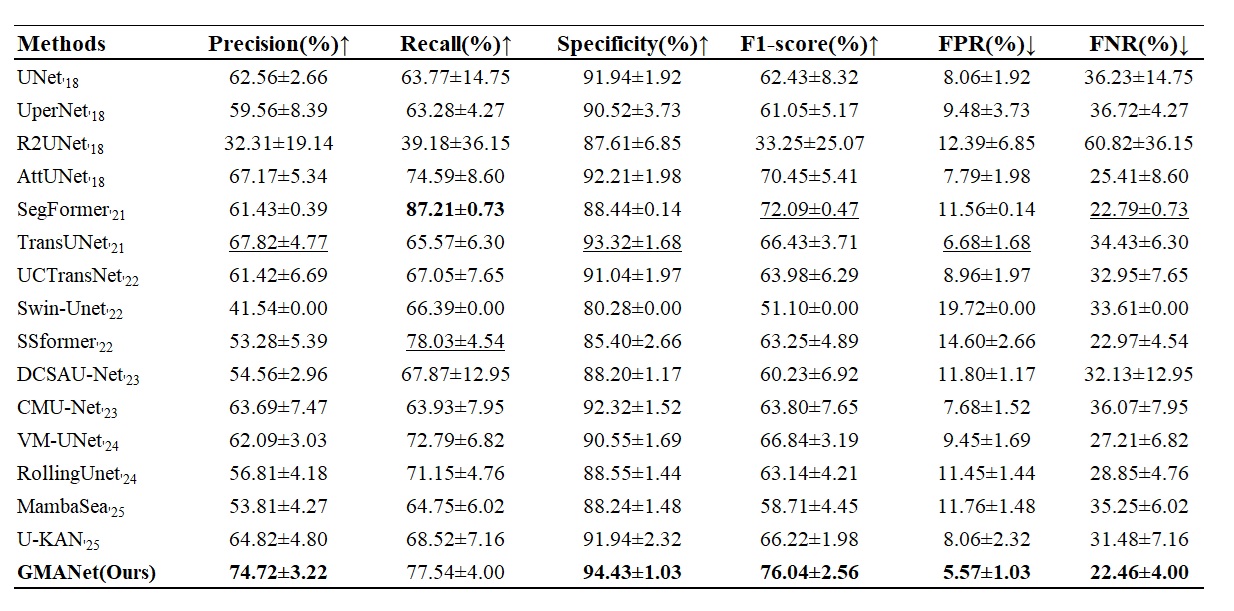 Methods Precision(%)↑ Recall(%)↑ Specificity(%)↑ F1-score(%)↑ FPR(%)↓ FNR(%)↓
UNet'18 62.56±2.66 63.77±14.75 91.94±1.92 62.43±8.32 8.06±1.92 36.23±14.75
UperNet'18 59.56±8.39 63.28±4.27 90.52±3.73 61.05±5.17 9.48±3.73 36.72±4.27
R2UNet'18 32.31±19.14 39.18±36.15 87.61±6.85 33.25±25.07 12.39±6.85 60.82±36.15
AttUNet'18 67.17±5.34 74.59±8.60 92.21±1.98 70.45±5.41 7.79±1.98 25.41±8.60
SegFormer'21 61.43±0.39 87.21±0.73 88.44±0.14 72.09±0.47 11.56±0.14 22.79±0.73
TransUNet'21 67.82±4.77 65.57±6.30 93.32±1.68 66.43±3.71 6.68±1.68 34.43±6.30
UCTransNet'22 61.42±6.69 67.05±7.65 91.04±1.97 63.98±6.29 8.96±1.97 32.95±7.65
Swin-Unet'22 41.54±0.00 66.39±0.00 80.28±0.00 51.10±0.00 19.72±0.00 33.61±0.00
SSformer'22 53.28±5.39 78.03±4.54 85.40±2.66 63.25±4.89 14.60±2.66 22.97±4.54
DCSAU-Net'23 54.56±2.96 67.87±12.95 88.20±1.17 60.23±6.92 11.80±1.17 32.13±12.95
CMU-Net'23 63.69±7.47 63.93±7.95 92.32±1.52 63.80±7.65 7.68±1.52 36.07±7.95
VM-UNet'24 62.09±3.03 72.79±6.82 90.55±1.69 66.84±3.19 9.45±1.69 27.21±6.82
RollingUnet'24 56.81±4.18 71.15±4.76 88.55±1.44 63.14±4.21 11.45±1.44 28.85±4.76
MambaSea'25 53.81±4.27 64.75±6.02 88.24±1.48 58.71±4.45 11.76±1.48 35.25±6.02
U-KAN'25 64.82±4.80 68.52±7.16 91.94±2.32 66.22±1.98 8.06±2.32 31.48±7.16
GMANet(Ours) 74.72±3.22 77.54±4.00 94.43±1.03 76.04±2.56 5.57±1.03 22.46±4.00